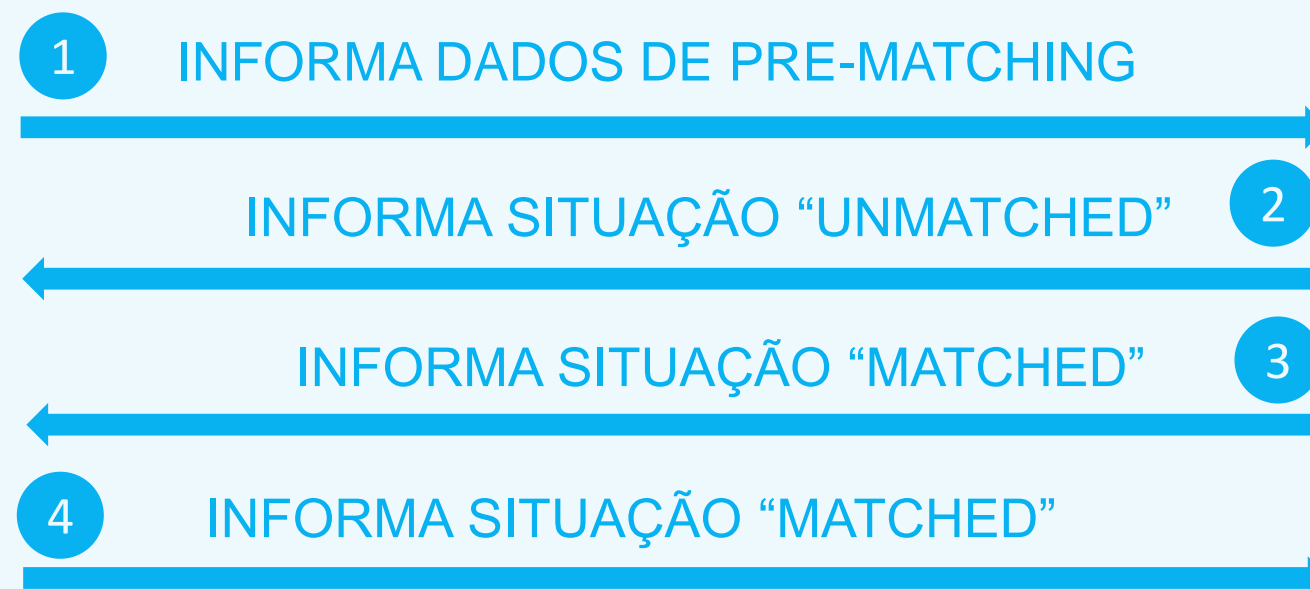 1 INFORMA DADOS DE PRE-MATCHING
INFORMA SITUAÇÃO “UNMATCHED” 2
INFORMA SITUAÇÃO “MATCHED” 3
4 INFORMA SITUAÇÃO “MATCHED”